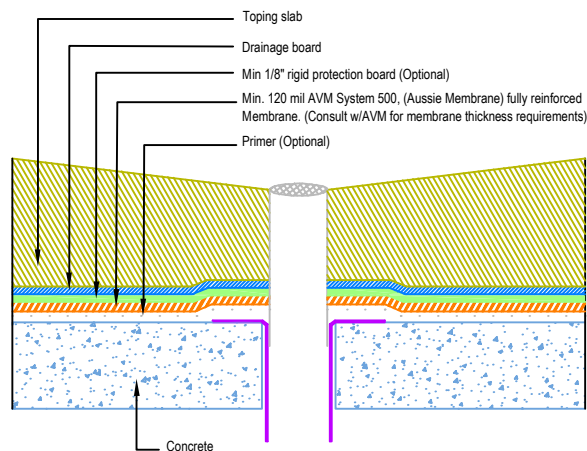 Toping slab
Drainage board
Min 1/8" rigid protection board (Optional)
Min. 120 mil AVM System 500, (Aussie Membrane) fully reinforced
Membrane. (Consult w/AVM for membrane thickness requirements)
Primer (Optional)
Concrete